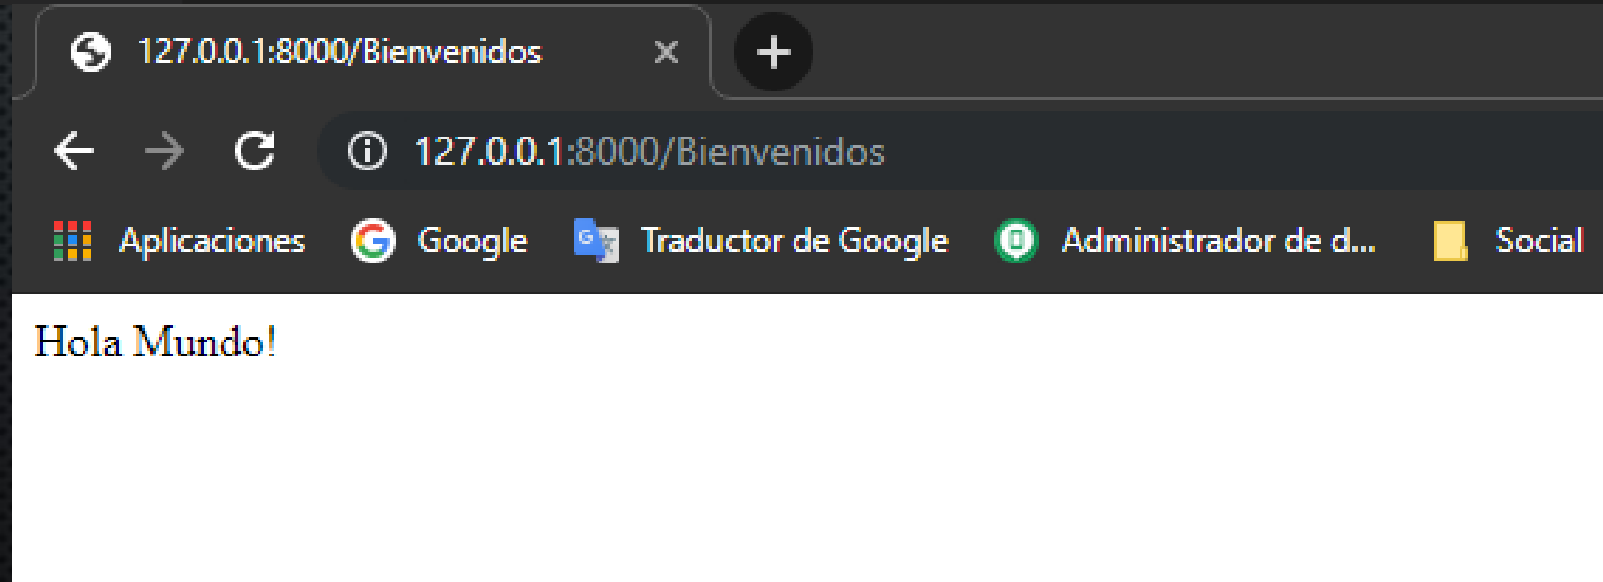 127.0.0.1:8000/Bienvenidos
127.0.0.1:8000/Bienvenidos
Aplicaciones Google Traductor de Google Administrador de d... Social
Hola Mundo!